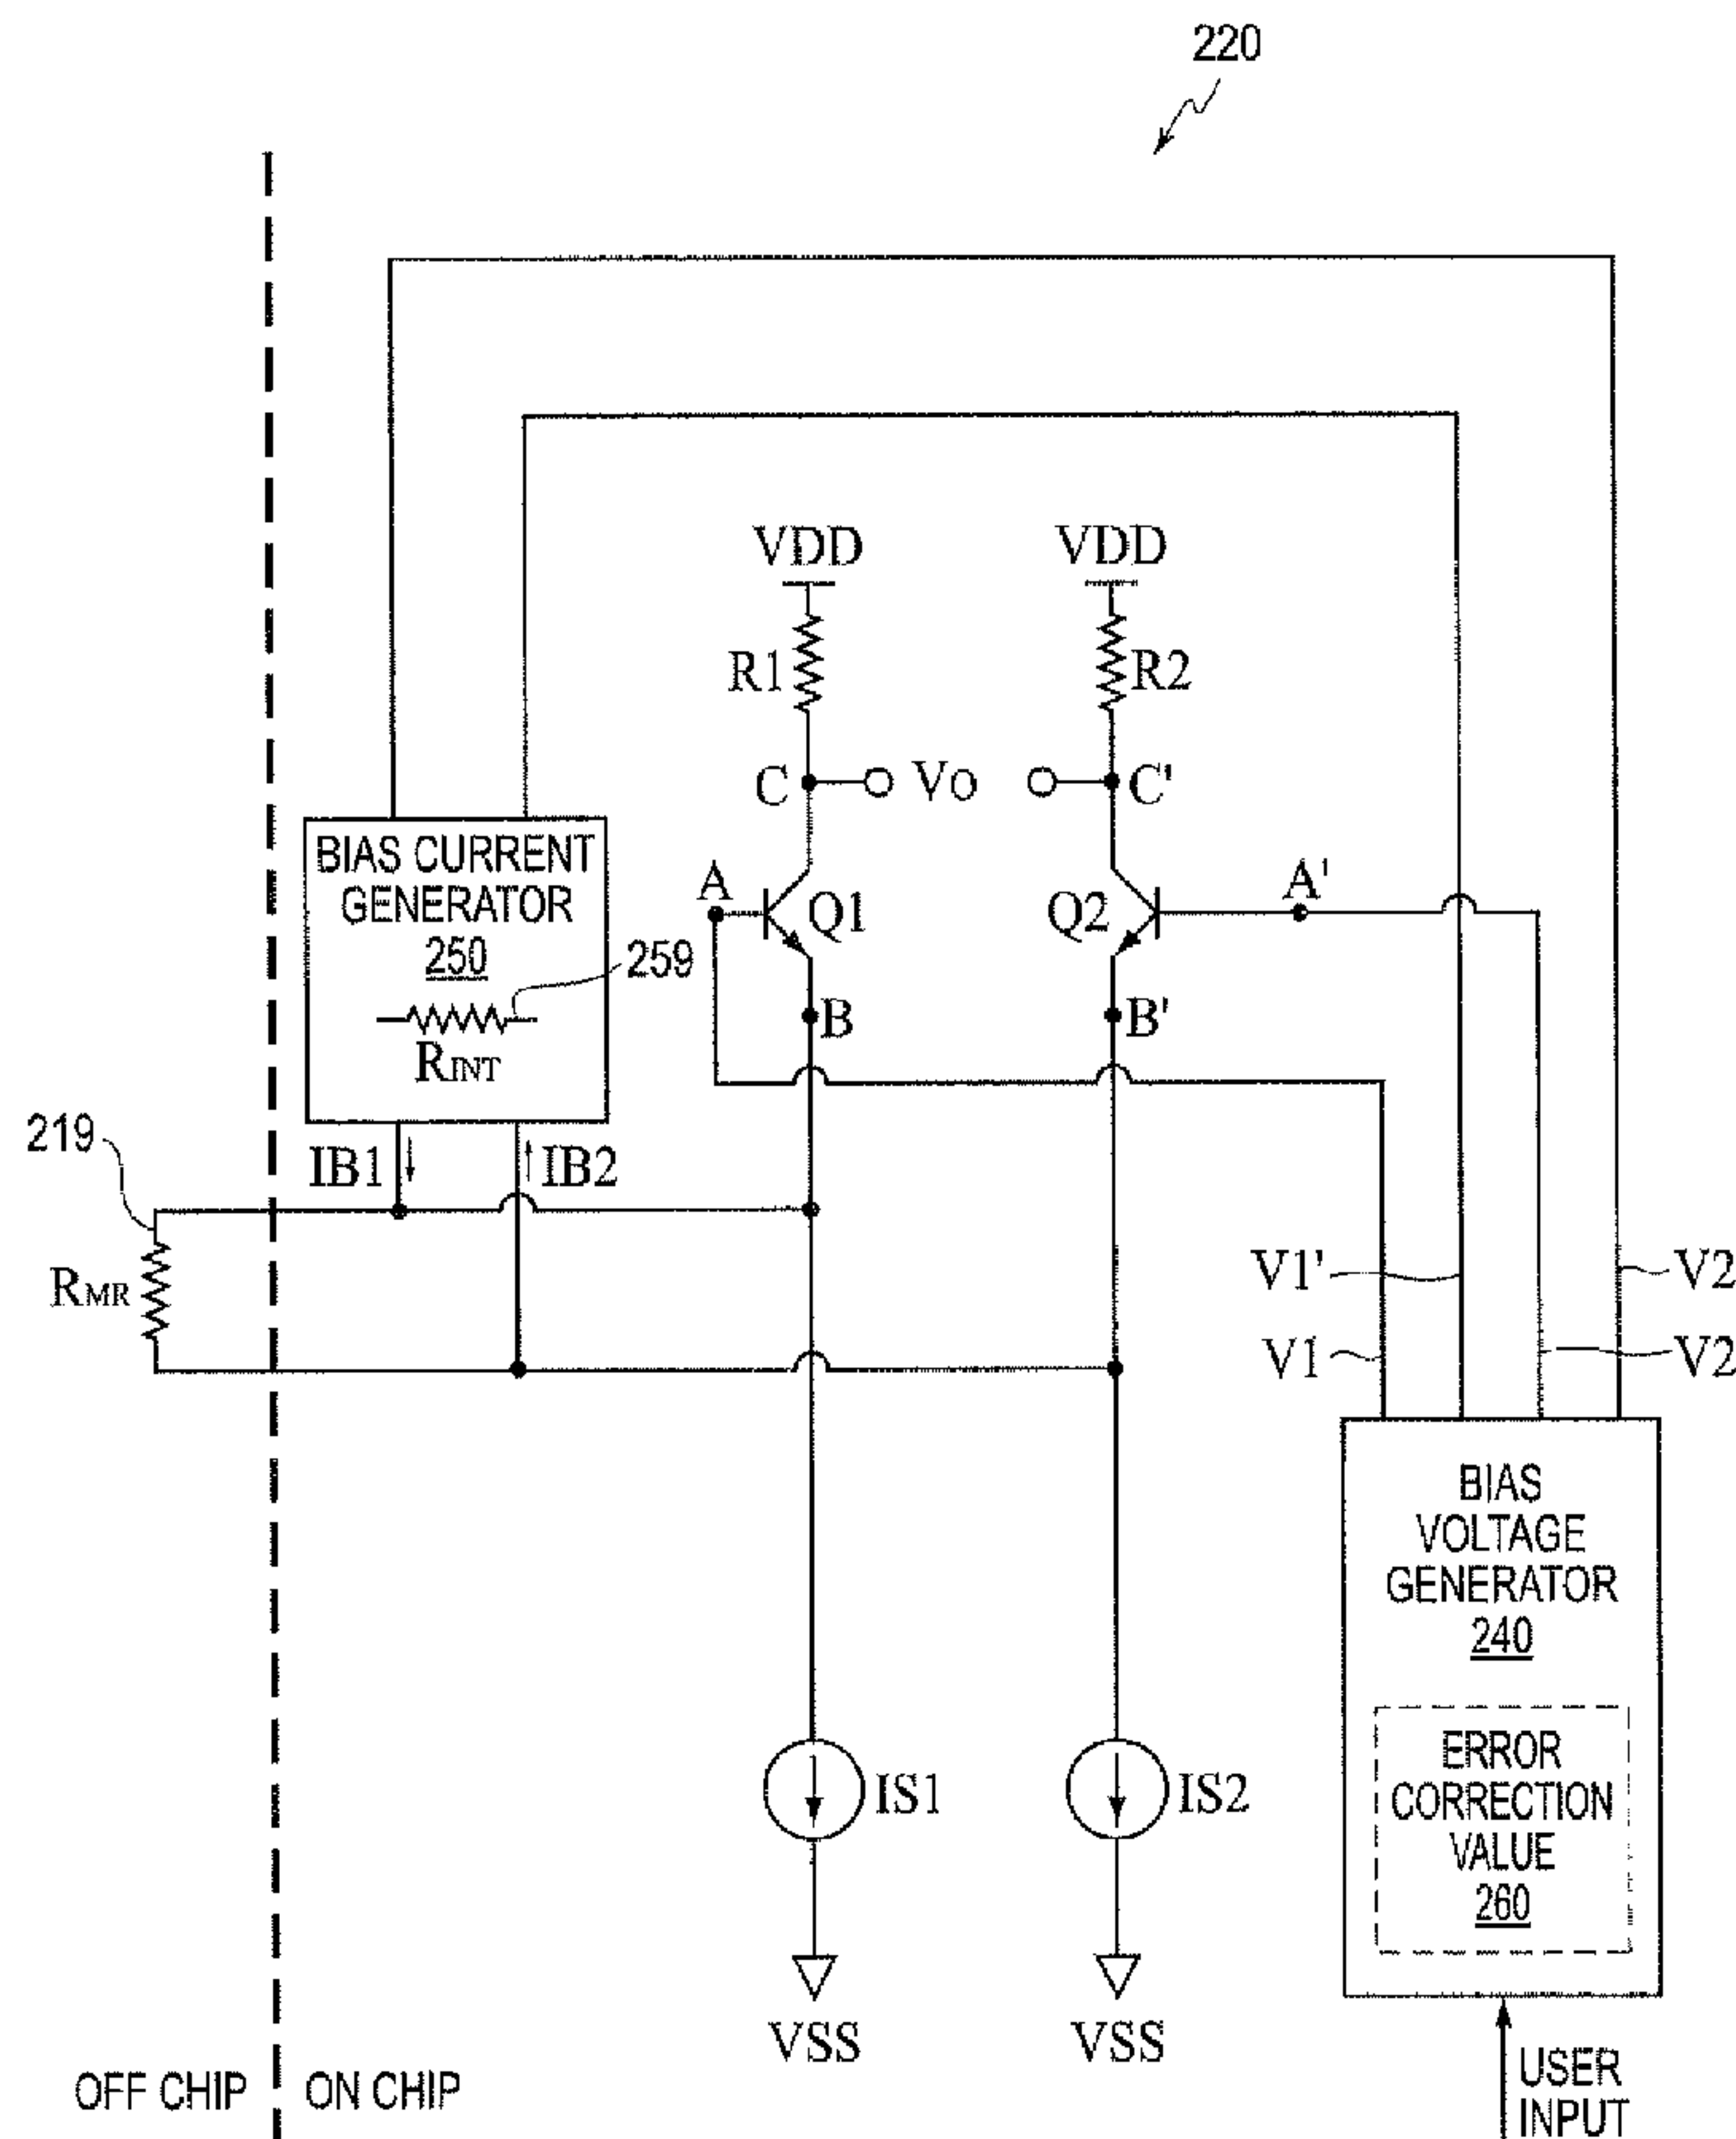 220
VDD
VDD
R1
R2
C
Vo
C'
BIAS CURRENT
GENERATOR
250
259
RINT
A
Q1
Q2
A'
B
B'
219
IB1
IB2
RMR
V1'
V2
V1
V2
BIAS
VOLTAGE
GENERATOR
240
ERROR
CORRECTION
VALUE
260
IS1
IS2
VSS
VSS
OFF CHIP
ON CHIP
USER
INPUT